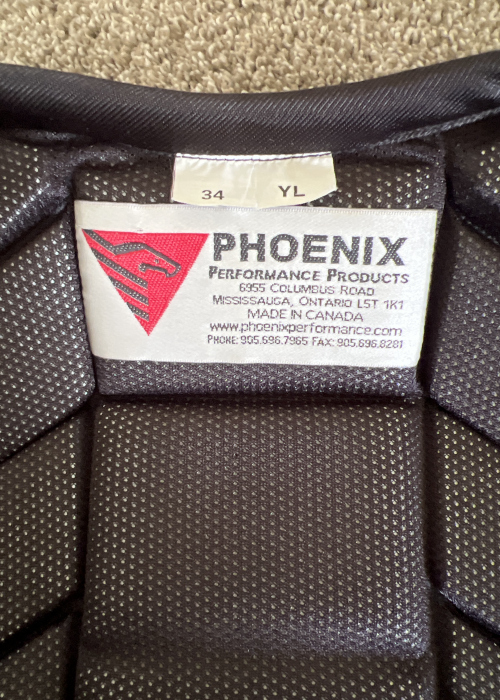 34 YL
PHOENIX
PERFORMANCE PRODUCTS
6955 COLUMBUS ROAD
MISSISSAUGA, ONTARIO L5T 1K1
MADE IN CANADA
www.phoenixperformance.com
PHONE: 905.696.7965 FAX: 905.696.8281